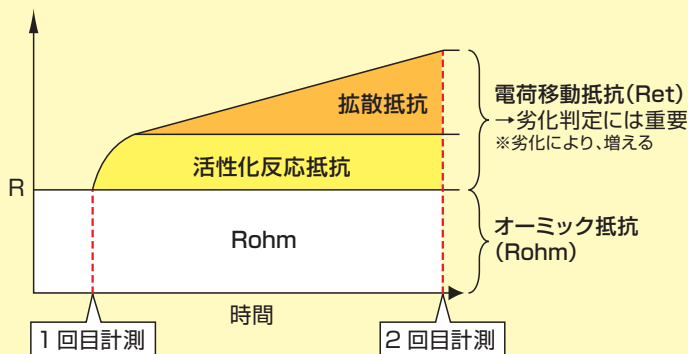 拡散抵抗
電荷移動抵抗(Ret)
→劣化判定には重要
※劣化により、増える
活性化反応抵抗
R
Rohm
オーミック抵抗
(Rohm)
時間
1回目計測
2回目計測